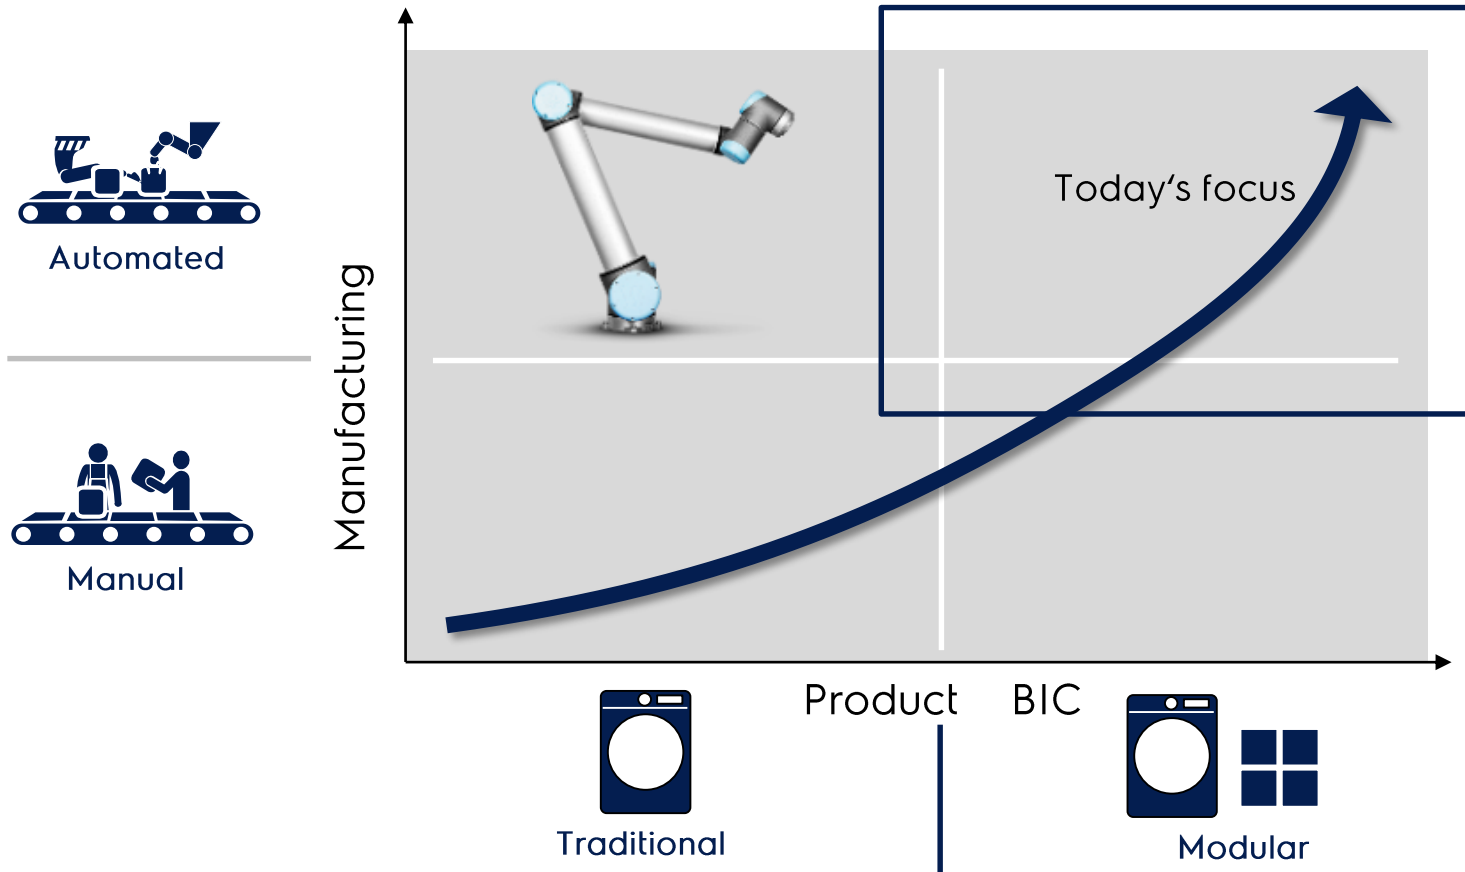 Automated
Manual
Manufacturing
Today‘s focus
Product BIC
Traditional
Modular